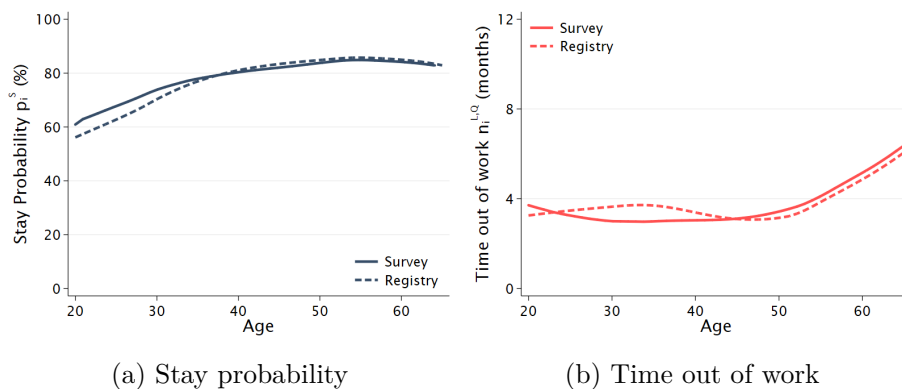 100
80
60
40
20
0
Stay Probability p_i^S (%)
20 30 40 50 60
Age
Survey
Registry
(a) Stay probability
12
8
4
0
Time out of work n_i^{L,Q} (months)
20 30 40 50 60
Age
Survey
Registry
(b) Time out of work